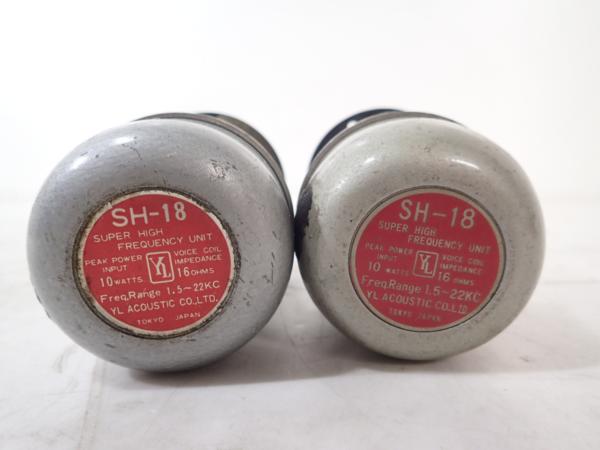 SH-18
SUPER HIGH
FREQUENCY UNIT
PEAK POWER
INPUT
10 WATTS
YL
VOICE COIL
IMPEDANCE
16 OHMS
Freq.Range 1.5~22KC
YL ACOUSTIC CO.,LTD.
TOKYO JAPAN
SH-18
SUPER HIGH
FREQUENCY UNIT
PEAK POWER
INPUT
10 WATTS
YL
VOICE COIL
IMPEDANCE
16 OHMS
Freq.Range 1.5~22KC
YL ACOUSTIC CO.,LTD.
TOKYO JAPAN